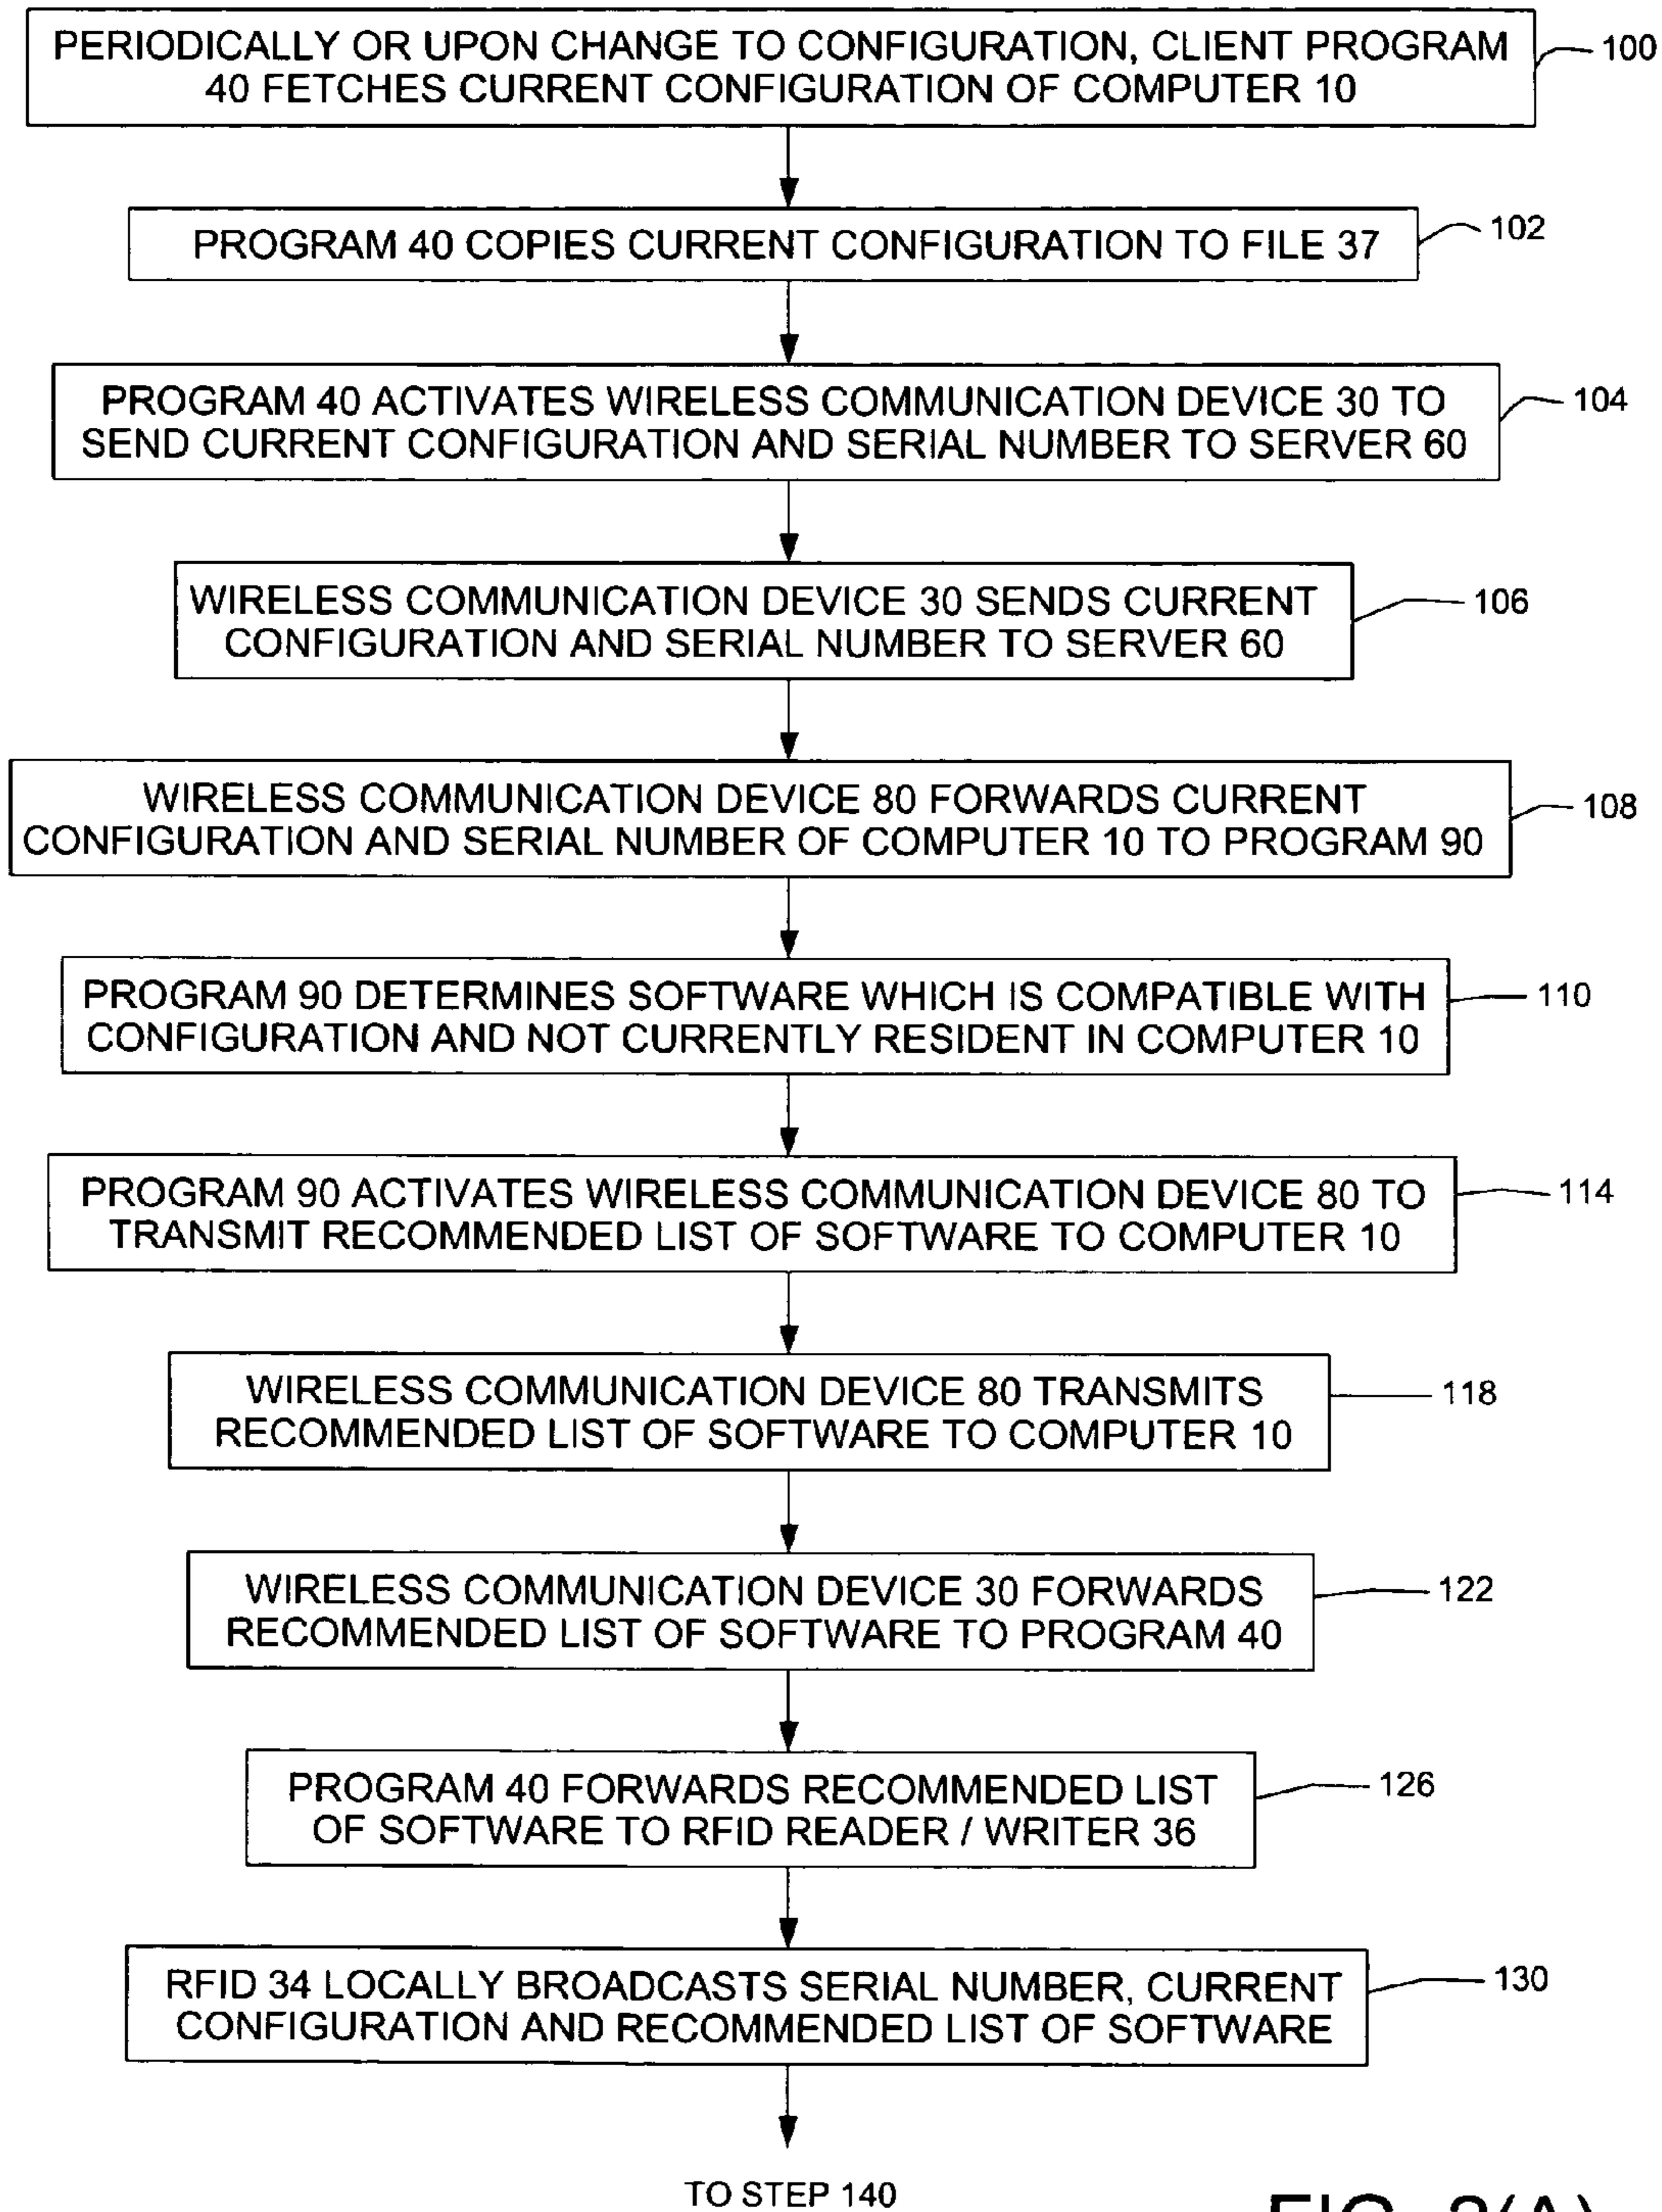 PERIODICALLY OR UPON CHANGE TO CONFIGURATION, CLIENT PROGRAM
40 FETCHES CURRENT CONFIGURATION OF COMPUTER 10
100
PROGRAM 40 COPIES CURRENT CONFIGURATION TO FILE 37
102
PROGRAM 40 ACTIVATES WIRELESS COMMUNICATION DEVICE 30 TO
SEND CURRENT CONFIGURATION AND SERIAL NUMBER TO SERVER 60
104
WIRELESS COMMUNICATION DEVICE 30 SENDS CURRENT
CONFIGURATION AND SERIAL NUMBER TO SERVER 60
106
WIRELESS COMMUNICATION DEVICE 80 FORWARDS CURRENT
CONFIGURATION AND SERIAL NUMBER OF COMPUTER 10 TO PROGRAM 90
108
PROGRAM 90 DETERMINES SOFTWARE WHICH IS COMPATIBLE WITH
CONFIGURATION AND NOT CURRENTLY RESIDENT IN COMPUTER 10
110
PROGRAM 90 ACTIVATES WIRELESS COMMUNICATION DEVICE 80 TO
TRANSMIT RECOMMENDED LIST OF SOFTWARE TO COMPUTER 10
114
WIRELESS COMMUNICATION DEVICE 80 TRANSMITS
RECOMMENDED LIST OF SOFTWARE TO COMPUTER 10
118
WIRELESS COMMUNICATION DEVICE 30 FORWARDS
RECOMMENDED LIST OF SOFTWARE TO PROGRAM 40
122
PROGRAM 40 FORWARDS RECOMMENDED LIST
OF SOFTWARE TO RFID READER / WRITER 36
126
RFID 34 LOCALLY BROADCASTS SERIAL NUMBER, CURRENT
CONFIGURATION AND RECOMMENDED LIST OF SOFTWARE
130
TO STEP 140